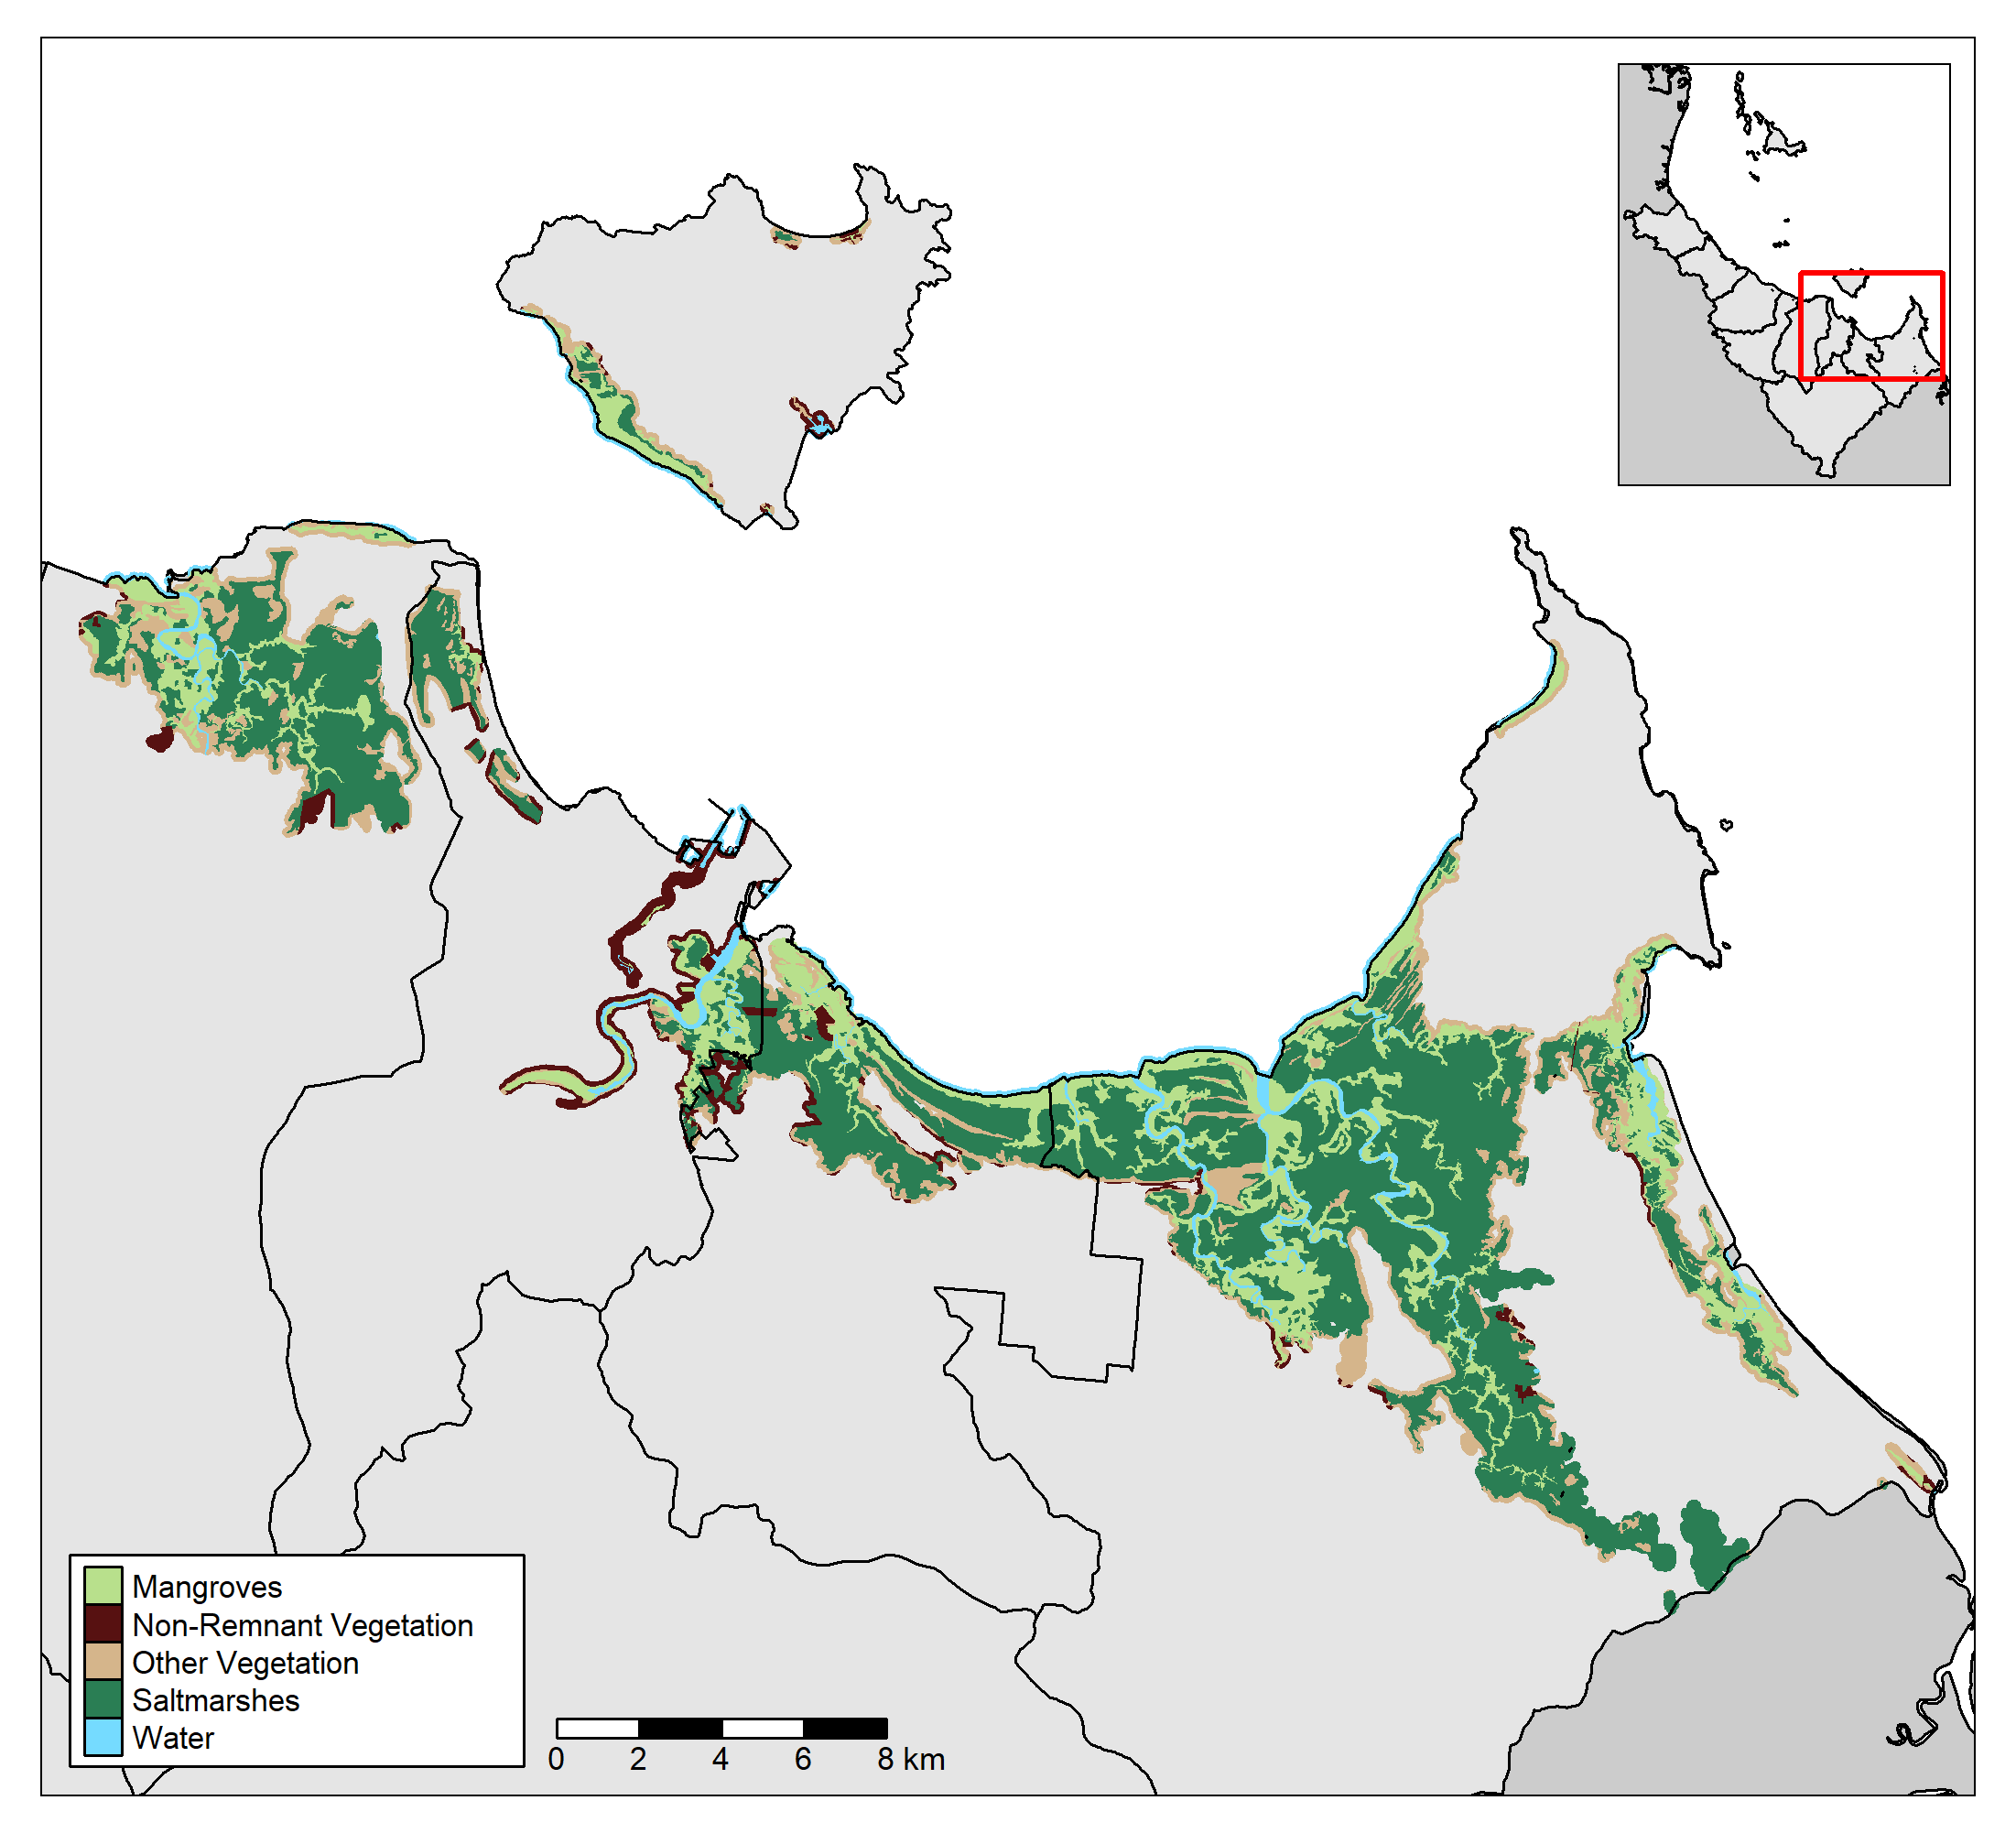 Mangroves
Non-Remnant Vegetation
Other Vegetation
Saltmarshes
Water
0 2 4 6 8 km